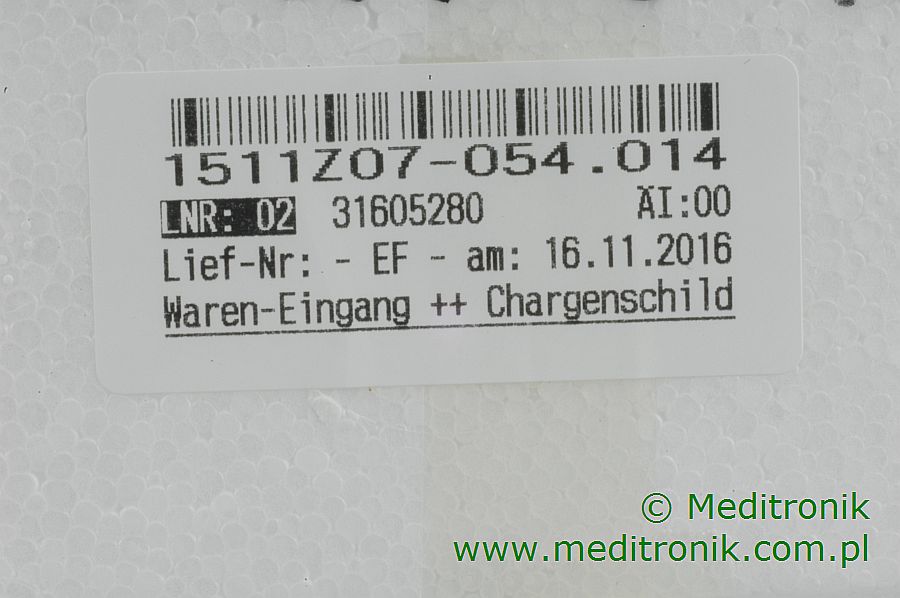 1511Z07-054.014
LNR: 02 31605280 ÄI:00
Lief-Nr: - EF - am: 16.11.2016
Waren-Eingang ++ Chargenschild
© Meditronik
www.meditronik.com.pl